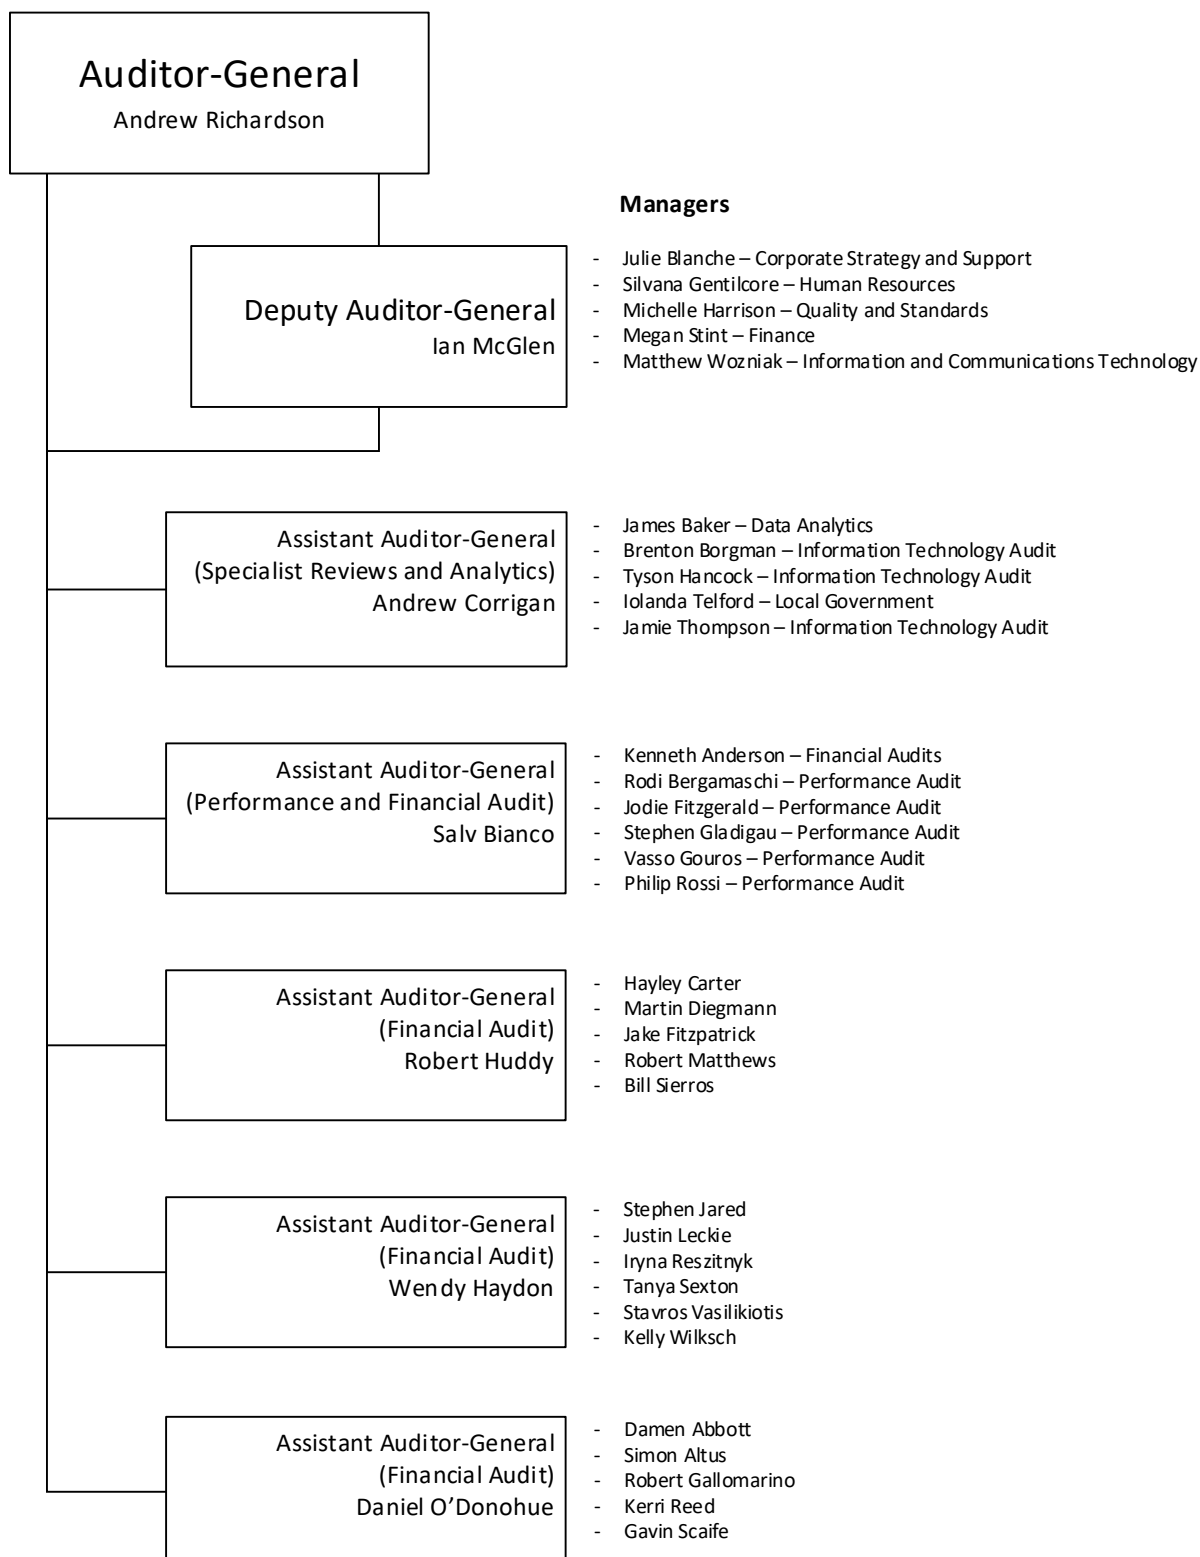 Auditor-General
Andrew Richardson
Managers
Deputy Auditor-General
Ian McGlen
- Julie Blanche – Corporate Strategy and Support
- Silvana Gentilcore – Human Resources
- Michelle Harrison – Quality and Standards
- Megan Stint – Finance
- Matthew Wozniak – Information and Communications Technology
Assistant Auditor-General
(Specialist Reviews and Analytics)
Andrew Corrigan
- James Baker – Data Analytics
- Brenton Borgman – Information Technology Audit
- Tyson Hancock – Information Technology Audit
- Iolanda Telford – Local Government
- Jamie Thompson – Information Technology Audit
Assistant Auditor-General
(Performance and Financial Audit)
Salv Bianco
- Kenneth Anderson – Financial Audits
- Rodi Bergamaschi – Performance Audit
- Jodie Fitzgerald – Performance Audit
- Stephen Gladigau – Performance Audit
- Vasso Gouros – Performance Audit
- Philip Rossi – Performance Audit
Assistant Auditor-General
(Financial Audit)
Robert Huddy
- Hayley Carter
- Martin Diegmann
- Jake Fitzpatrick
- Robert Matthews
- Bill Sierros
Assistant Auditor-General
(Financial Audit)
Wendy Haydon
- Stephen Jared
- Justin Leckie
- Iryna Reszitnyk
- Tanya Sexton
- Stavros Vasilikiotis
- Kelly Wilksch
Assistant Auditor-General
(Financial Audit)
Daniel O’Donohue
- Damen Abbott
- Simon Altus
- Robert Gallomarino
- Kerri Reed
- Gavin Scaife